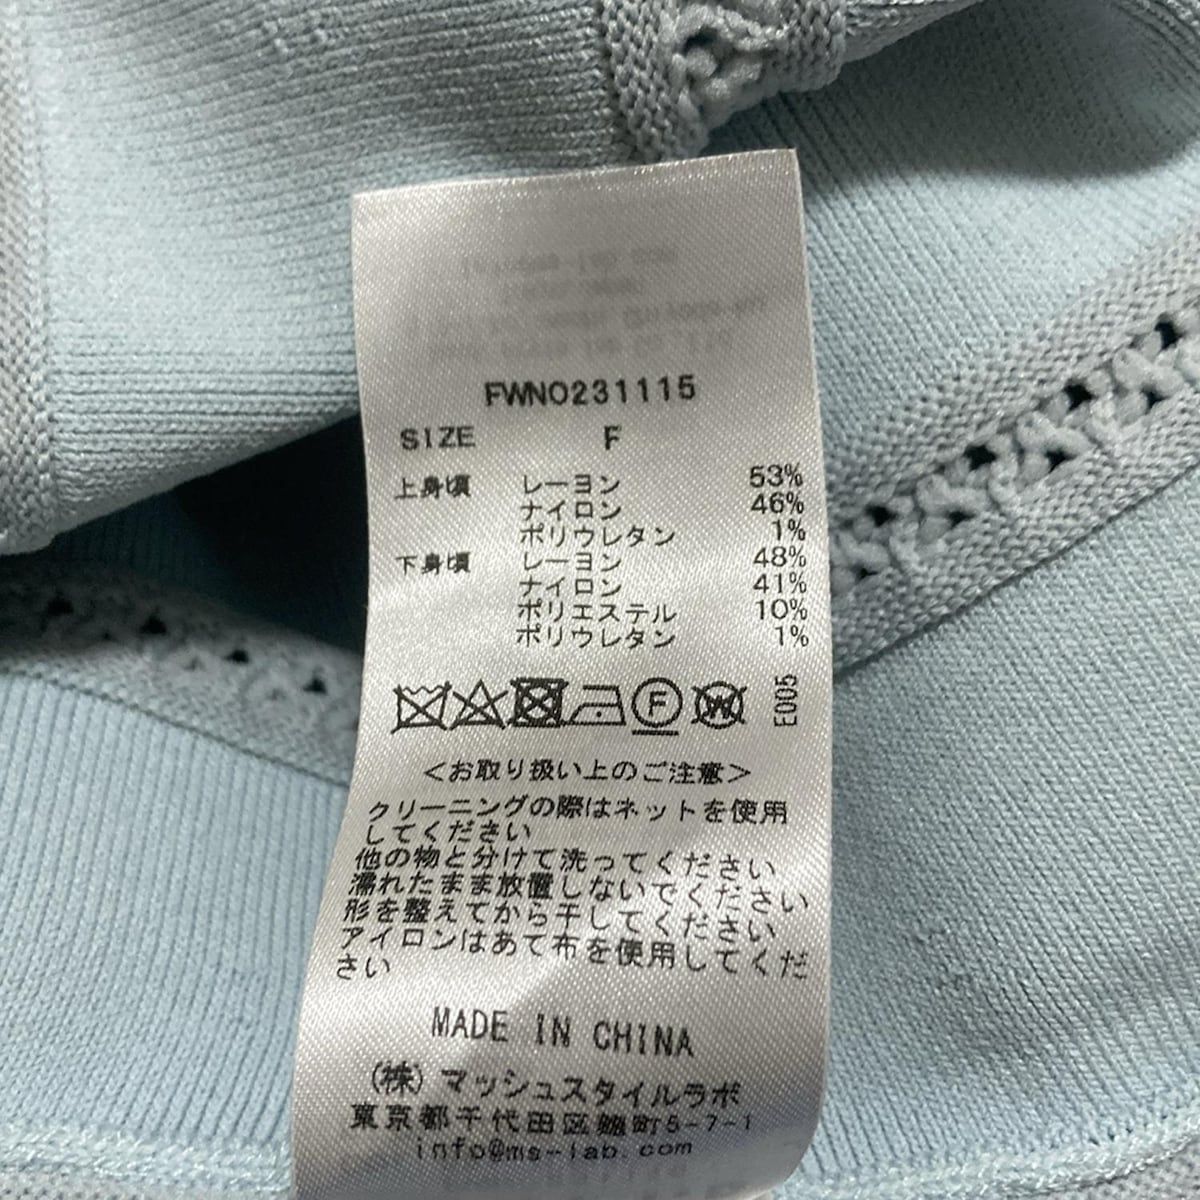 FWNO231115
SIZE F
上身頃 レーヨン 53%
ナイロン 46%
ポリウレタン 1%
下身頃 レーヨン 48%
ナイロン 41%
ポリエステル 10%
ポリウレタン 1%
F W E005
<お取り扱い上のご注意>
クリーニングの際はネットを使用
してください
他の物と分けて洗ってください
濡れたまま放置しないでください
形を整えてから干してください
アイロンはあて布を使用してくだ
さい
MADE IN CHINA
(株)マッシュスタイルラボ
東京都千代田区麹町5-7-1
info@ms-lab.com